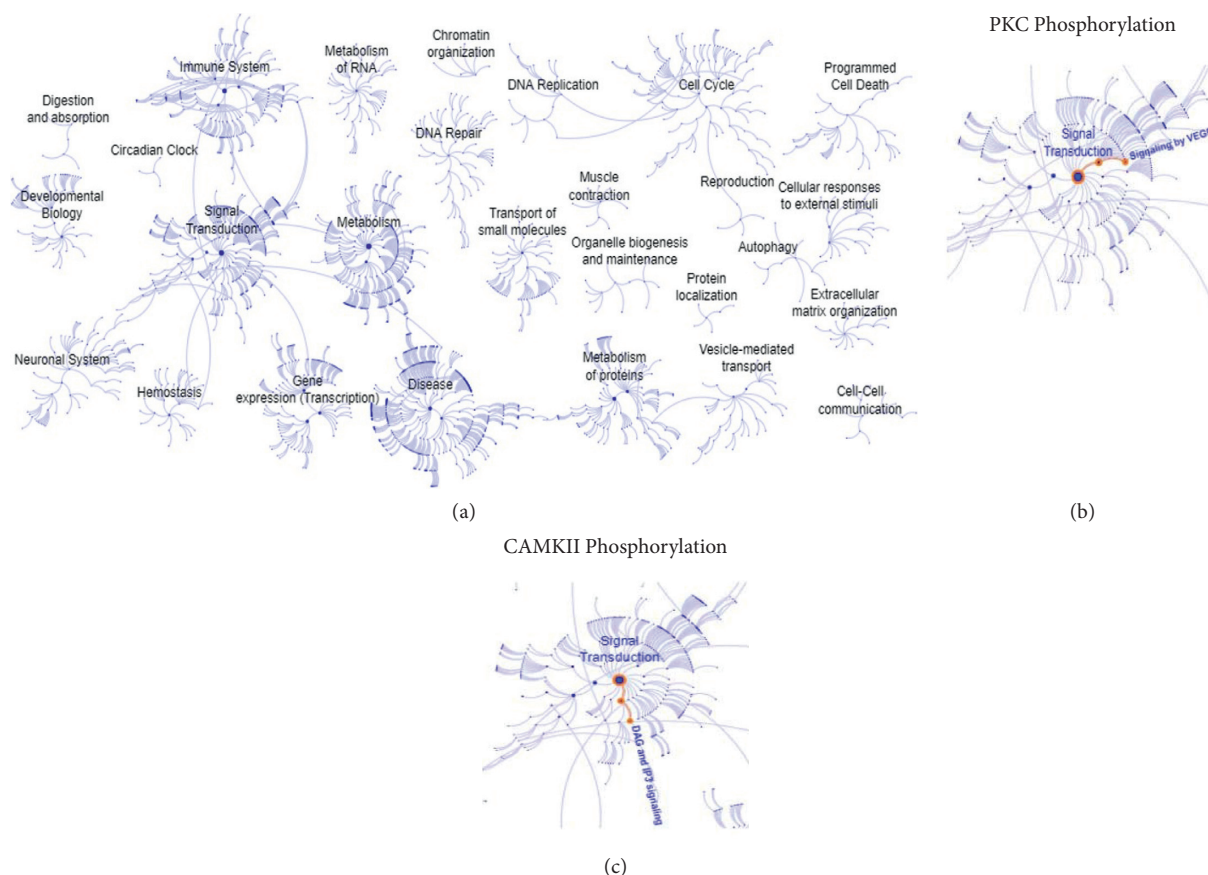 Immune System
Metabolism
of RNA
Chromatin
organization
DNA Replication
Cell Cycle
Programmed
Cell Death
Digestion
and absorption
Circadian Clock
DNA Repair
Developmental
Biology
Signal
Transduction
Metabolism
Muscle
contraction
Reproduction
Cellular responses
to external stimuli
Transport of
small molecules
Organelle biogenesis
and maintenance
Autophagy
Protein
localization
Extracellular
matrix organization
Neuronal System
Hemostasis
Gene
expression (Transcription)
Disease
Metabolism
of proteins
Vesicle-mediated
transport
Cell-Cell
communication
(a)
PKC Phosphorylation
Signal
Transduction
Signaling by VEGF
(b)
CAMKII Phosphorylation
Signal
Transduction
DAG and IP3 signaling
(c)